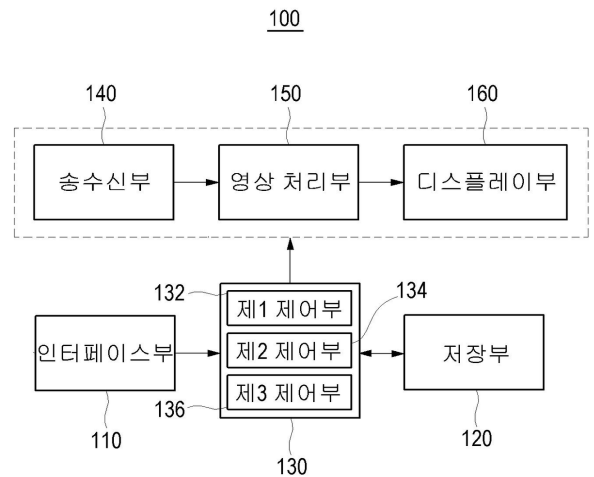 100
140
150
160
송수신부
영상 처리부
디스플레이부
132
134
제1 제어부
인터페이스부
제2 제어부
저장부
제3 제어부
136
110
130
120